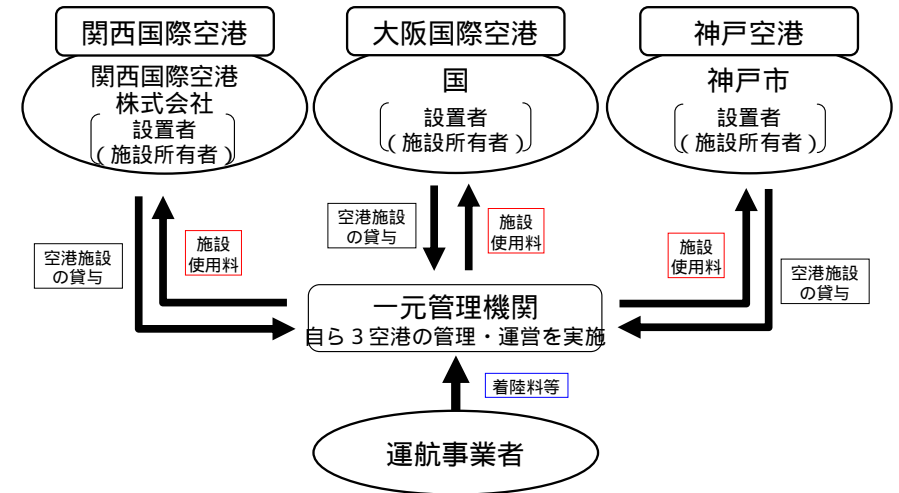 関西国際空港
大阪国際空港
神戸空港
関西国際空港
株式会社
設置者
(施設所有者)
国
設置者
(施設所有者)
神戸市
設置者
(施設所有者)
空港施設
の貸与
施設
使用料
空港施設
の貸与
施設
使用料
施設
使用料
空港施設
の貸与
一元管理機関
自ら3空港の管理・運営を実施
着陸料等
運航事業者